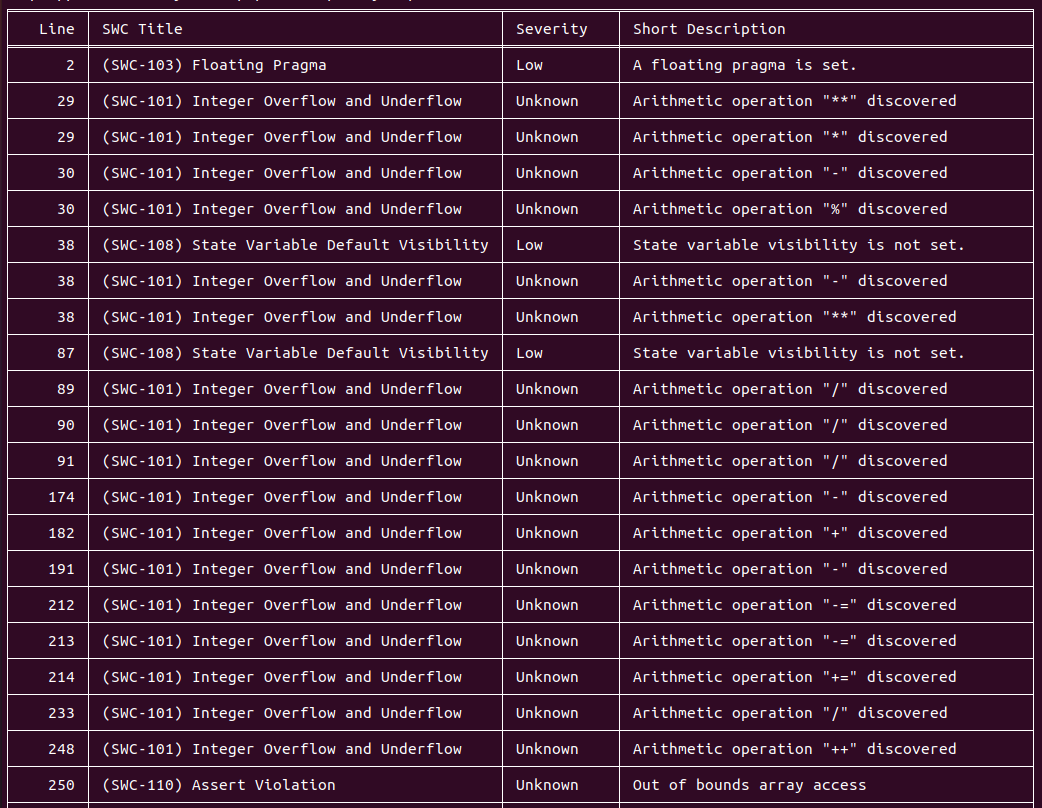 Line SWC Title Severity Short Description
2 (SWC-103) Floating Pragma Low A floating pragma is set.
29 (SWC-101) Integer Overflow and Underflow Unknown Arithmetic operation "**" discovered
29 (SWC-101) Integer Overflow and Underflow Unknown Arithmetic operation "*" discovered
30 (SWC-101) Integer Overflow and Underflow Unknown Arithmetic operation "-" discovered
30 (SWC-101) Integer Overflow and Underflow Unknown Arithmetic operation "%" discovered
38 (SWC-108) State Variable Default Visibility Low State variable visibility is not set.
38 (SWC-101) Integer Overflow and Underflow Unknown Arithmetic operation "-" discovered
38 (SWC-101) Integer Overflow and Underflow Unknown Arithmetic operation "**" discovered
87 (SWC-108) State Variable Default Visibility Low State variable visibility is not set.
89 (SWC-101) Integer Overflow and Underflow Unknown Arithmetic operation "/" discovered
90 (SWC-101) Integer Overflow and Underflow Unknown Arithmetic operation "/" discovered
91 (SWC-101) Integer Overflow and Underflow Unknown Arithmetic operation "/" discovered
174 (SWC-101) Integer Overflow and Underflow Unknown Arithmetic operation "-" discovered
182 (SWC-101) Integer Overflow and Underflow Unknown Arithmetic operation "+" discovered
191 (SWC-101) Integer Overflow and Underflow Unknown Arithmetic operation "-" discovered
212 (SWC-101) Integer Overflow and Underflow Unknown Arithmetic operation "-=" discovered
213 (SWC-101) Integer Overflow and Underflow Unknown Arithmetic operation "-=" discovered
214 (SWC-101) Integer Overflow and Underflow Unknown Arithmetic operation "+=" discovered
233 (SWC-101) Integer Overflow and Underflow Unknown Arithmetic operation "/" discovered
248 (SWC-101) Integer Overflow and Underflow Unknown Arithmetic operation "++" discovered
250 (SWC-110) Assert Violation Unknown Out of bounds array access